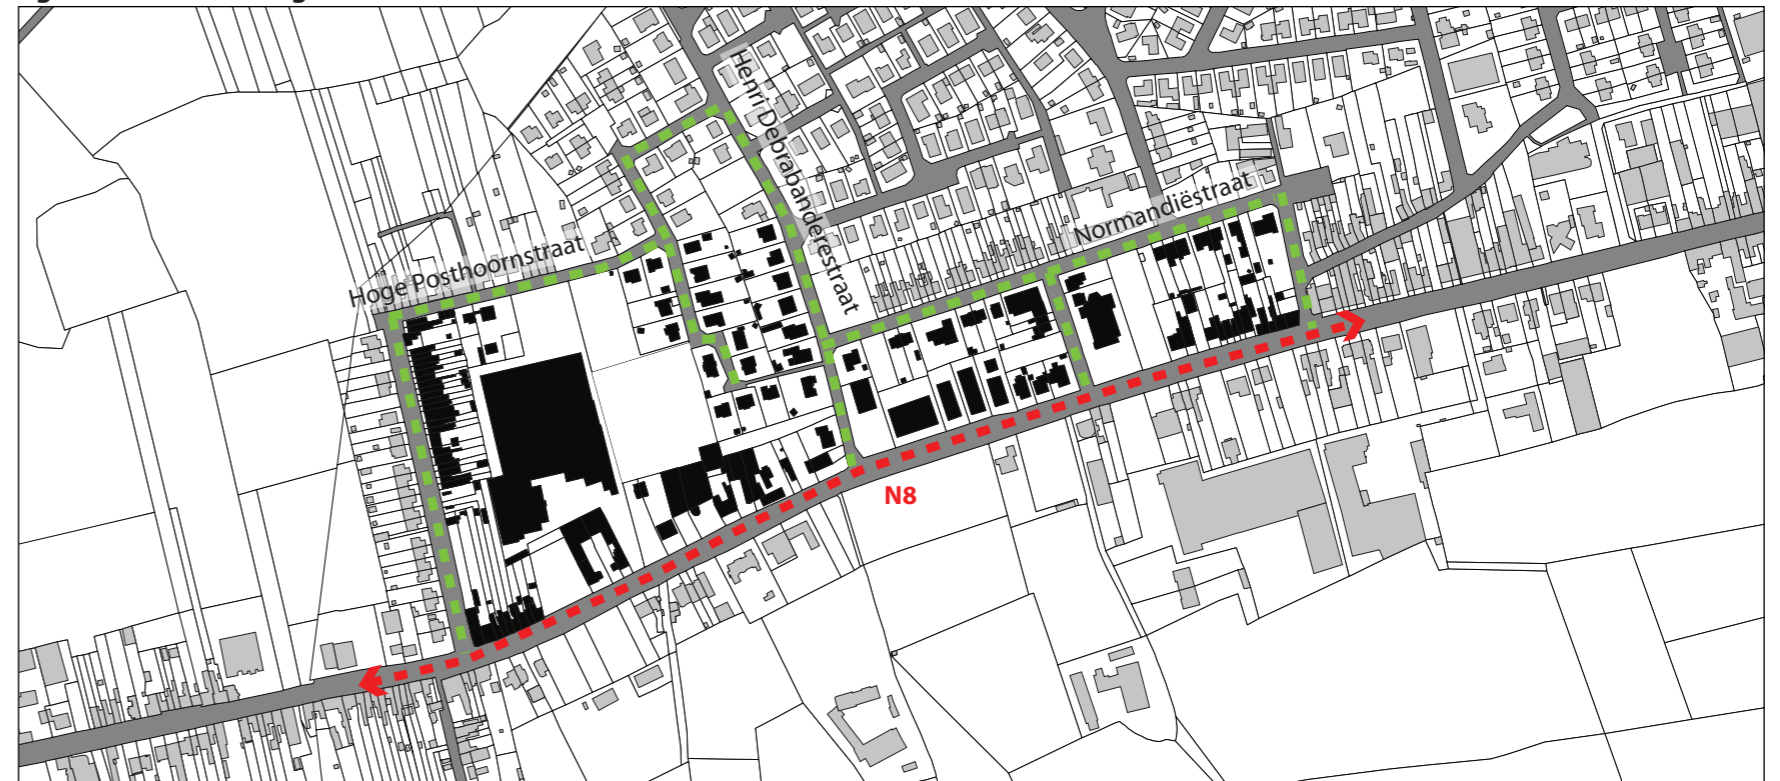 Henri Debrabanderestraat
Normandiëstraat
Hoge Posthoornstraat
N8